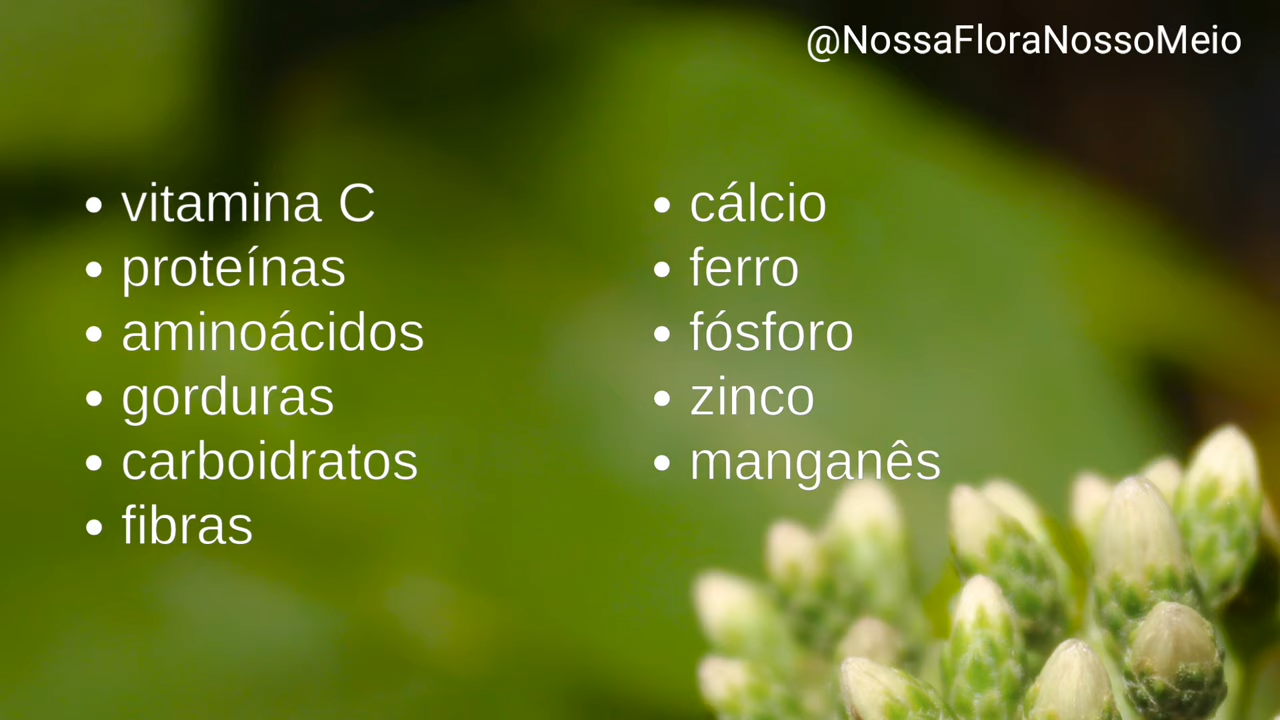 @NossaFloraNossoMeio
• vitamina C
• proteínas
• aminoácidos
• gorduras
• carboidratos
• fibras
• cálcio
• ferro
• fósforo
• zinco
• manganês